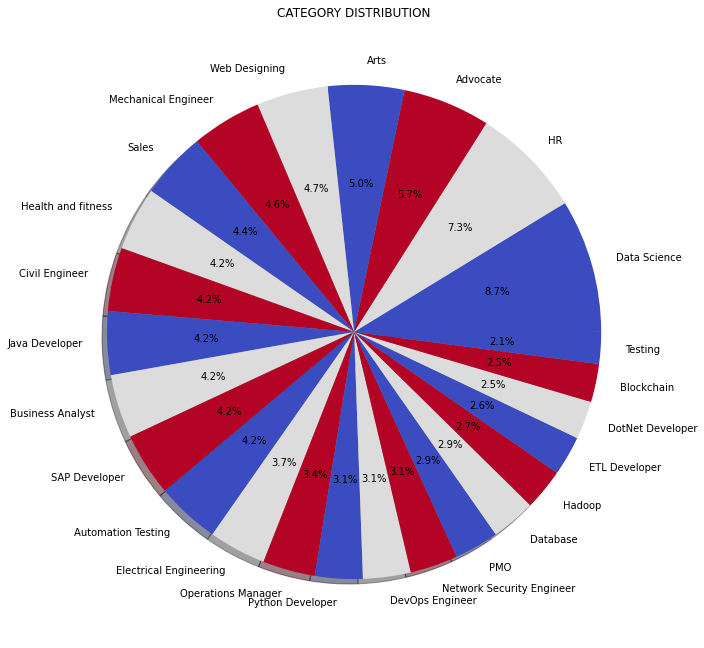 CATEGORY DISTRIBUTION
Arts
Web Designing
Advocate
Mechanical Engineer
HR
Sales
Health and fitness
Data Science
Civil Engineer
Java Developer
Testing
Blockchain
Business Analyst
DotNet Developer
ETL Developer
SAP Developer
Hadoop
Automation Testing
Database
Electrical Engineering
PMO
Operations Manager
Network Security Engineer
Python Developer
DevOps Engineer
5.0%
4.7%
5.7%
4.6%
7.3%
4.4%
4.2%
8.7%
4.2%
4.2%
2.1%
2.5%
4.2%
2.5%
2.6%
4.2%
2.7%
4.2%
2.9%
3.7%
2.9%
3.4%
3.1%
3.1%
3.1%